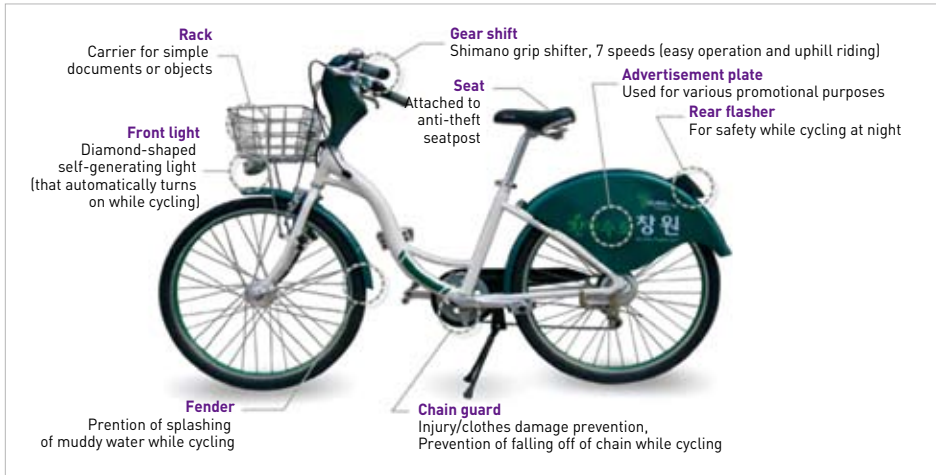 Rack
Carrier for simple
documents or objects
Gear shift
Shimano grip shifter, 7 speeds (easy operation and uphill riding)
Seat
Attached to
anti-theft
seatpost
Advertisement plate
Used for various promotional purposes
Rear flasher
For safety while cycling at night
Front light
Diamond-shaped
self-generating light
(that automatically turns
on while cycling)
창원
Fender
Prention of splashing
of muddy water while cycling
Chain guard
Injury/clothes damage prevention,
Prevention of falling off of chain while cycling